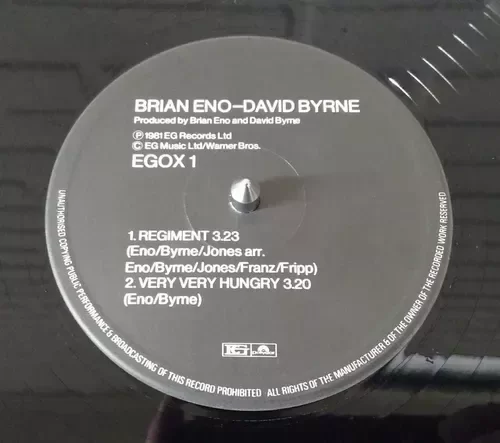 BRIAN ENO–DAVID BYRNE
Produced by Brian Eno and David Byrne
Ⓟ 1981 EG Records Ltd
© EG Music Ltd/Warner Bros.
EGOX 1
1. REGIMENT 3.23
(Eno/Byrne/Jones arr.
Eno/Byrne/Jones/Franz/Fripp)
2. VERY VERY HUNGRY 3.20
(Eno/Byrne)
EG
UNAUTHORISED COPYING PUBLIC PERFORMANCE & BROADCASTING OF THIS RECORD PROHIBITED ALL RIGHTS OF THE MANUFACTURER & OF THE OWNER OF THE RECORDED WORK RESERVED